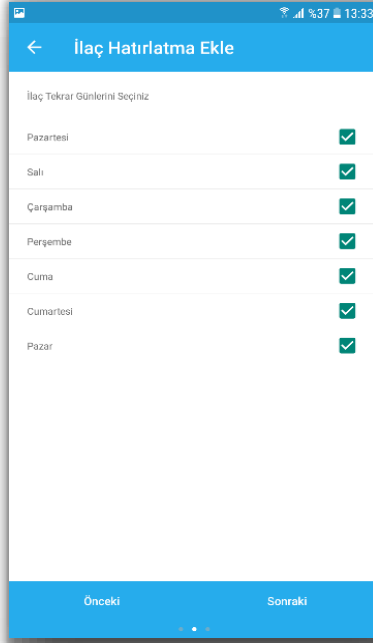 %37 13:33
İlaç Hatırlatma Ekle
İlaç Tekrar Günlerini Seçiniz
Pazartesi
Salı
Çarşamba
Perşembe
Cuma
Cumartesi
Pazar
Önceki Sonraki